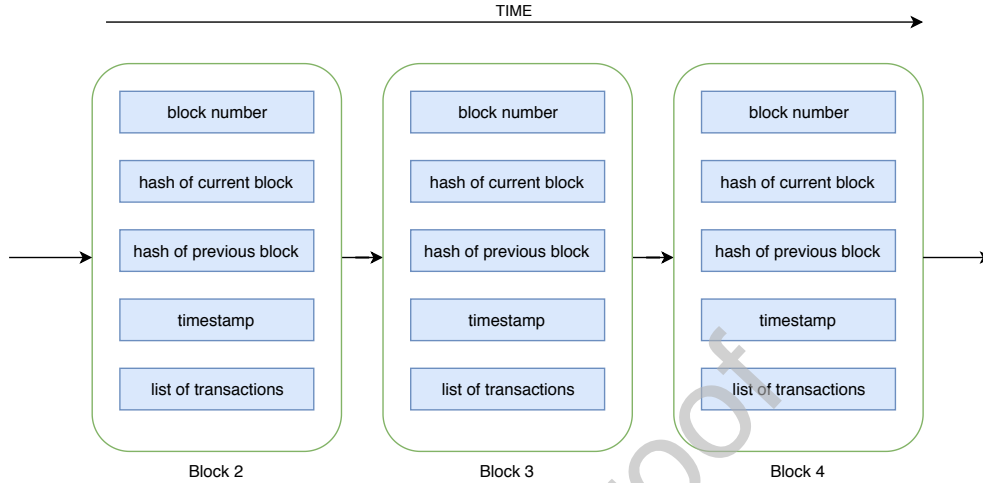 TIME
block number
hash of current block
hash of previous block
timestamp
list of transactions
Block 2
block number
hash of current block
hash of previous block
timestamp
list of transactions
Block 3
block number
hash of current block
hash of previous block
timestamp
list of transactions
Block 4
roof